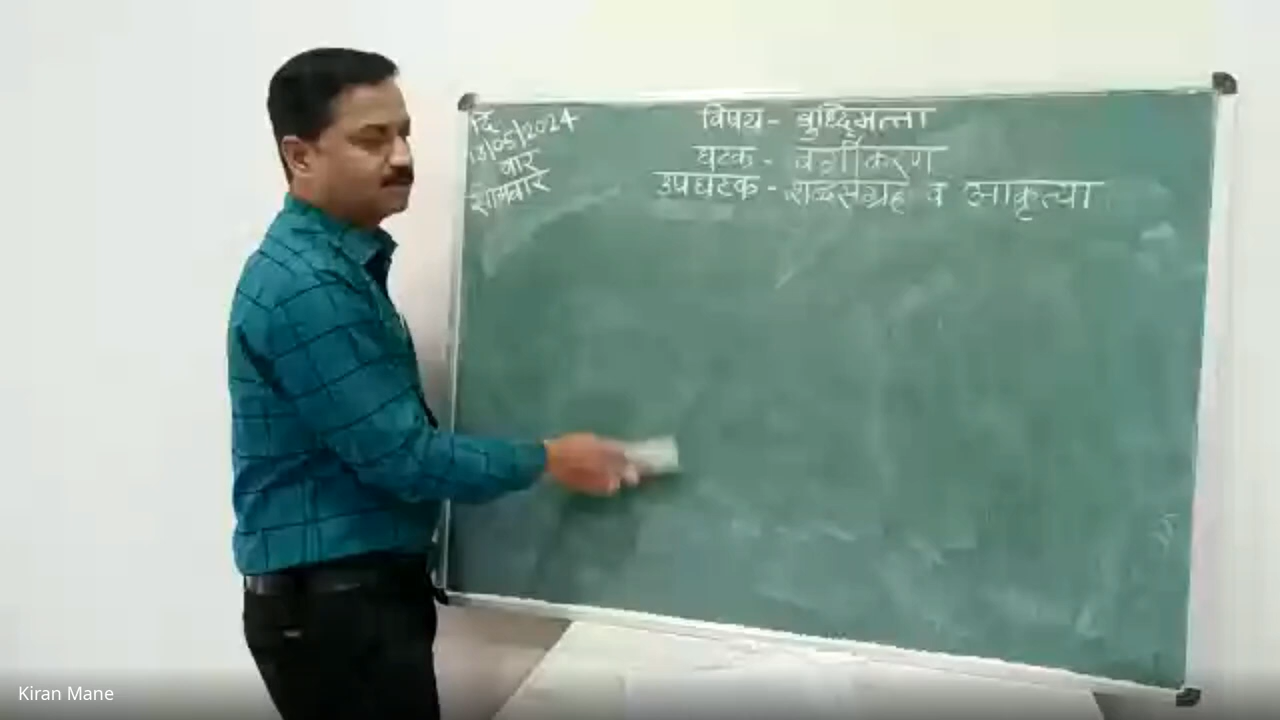 दि
13/05/2024
वार
सोमवार
विषय - बुध्दिमत्ता
घटक - वर्गीकरण
उपघटक - शब्दसंग्रह व आकृत्या
Kiran Mane